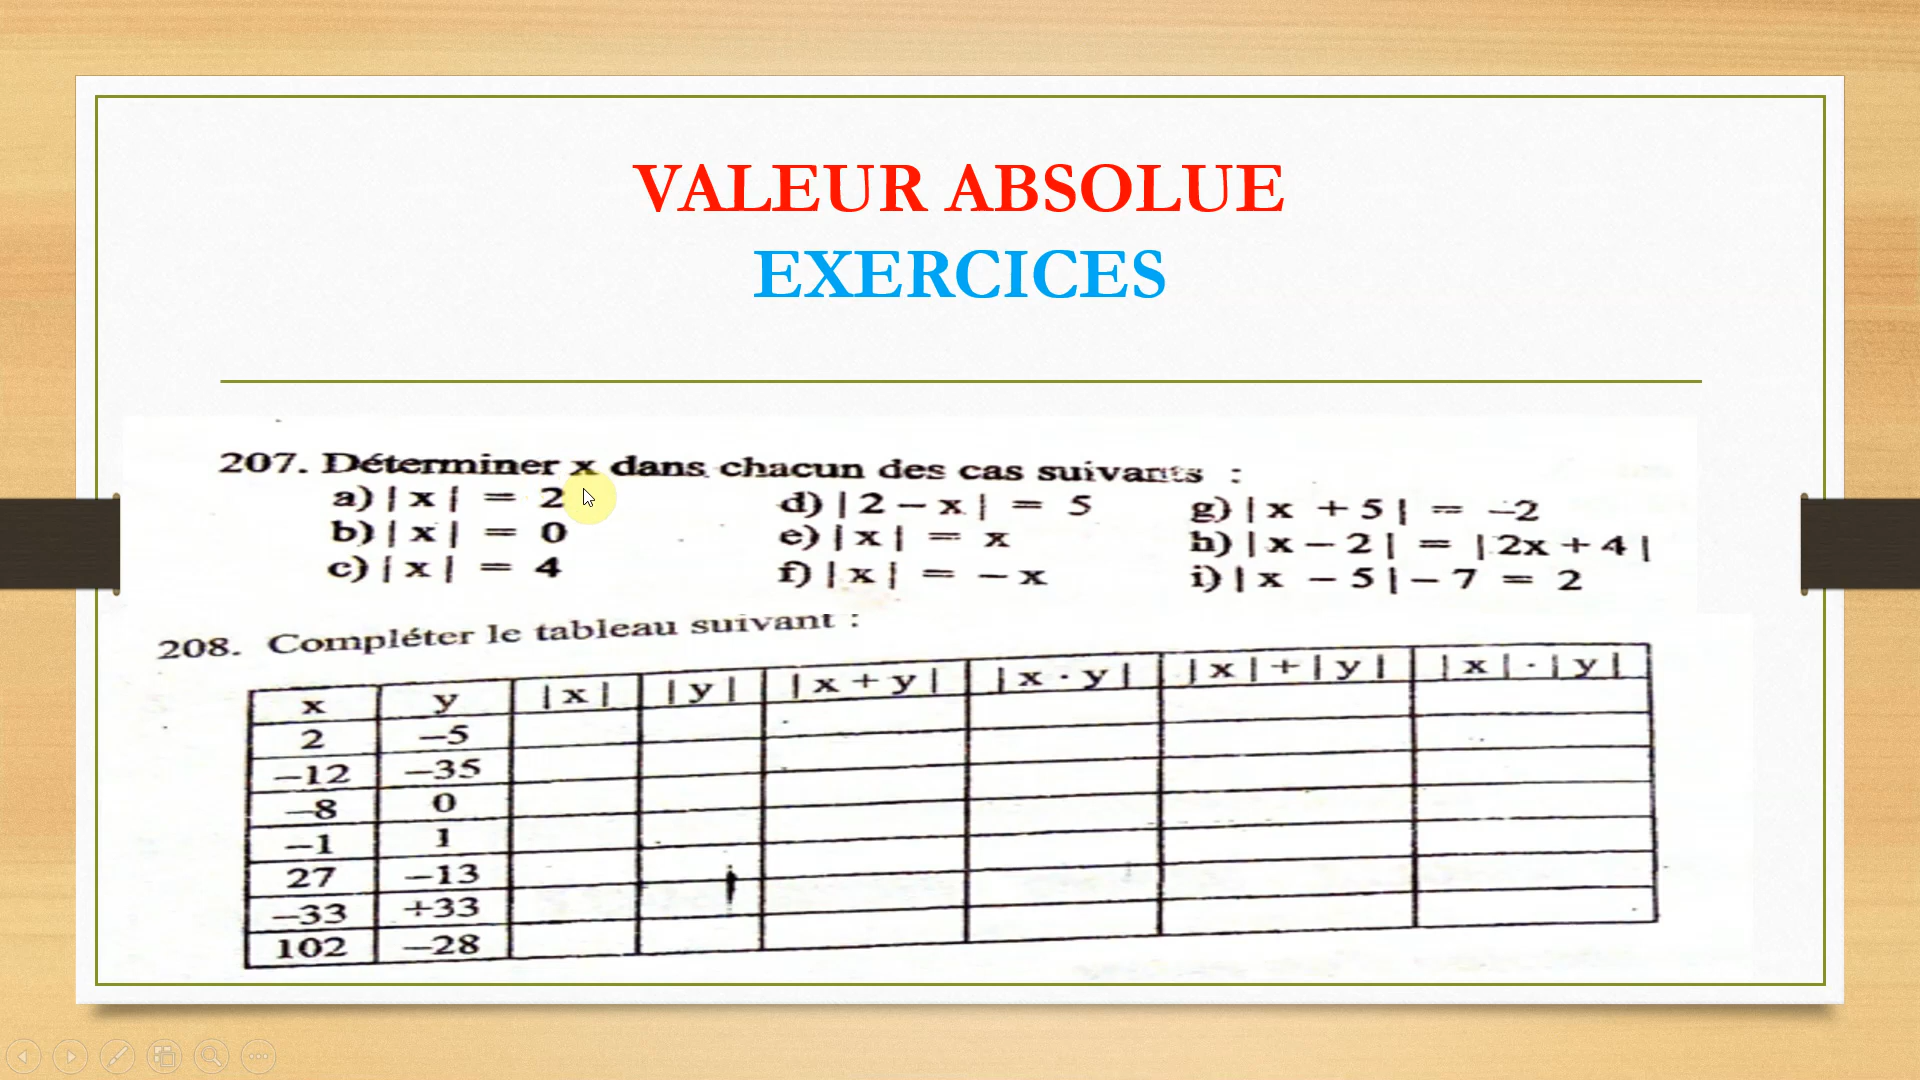 VALEUR ABSOLUE
EXERCICES
207. Déterminer x dans chacun des cas suivants :
a) | x | = 2 d) | 2 – x | = 5 g) | x + 5 | = –2
b) | x | = 0 e) | x | = x h) | x – 2 | = | 2x + 4 |
c) | x | = 4 f) | x | = – x i) | x – 5 | – 7 = 2
208. Compléter le tableau suivant :
x y | x | | y | | x + y | | x · y | | x | + | y | | x | · | y |
2 –5
–12 –35
–8 0
–1 1
27 –13
–33 +33
102 –28